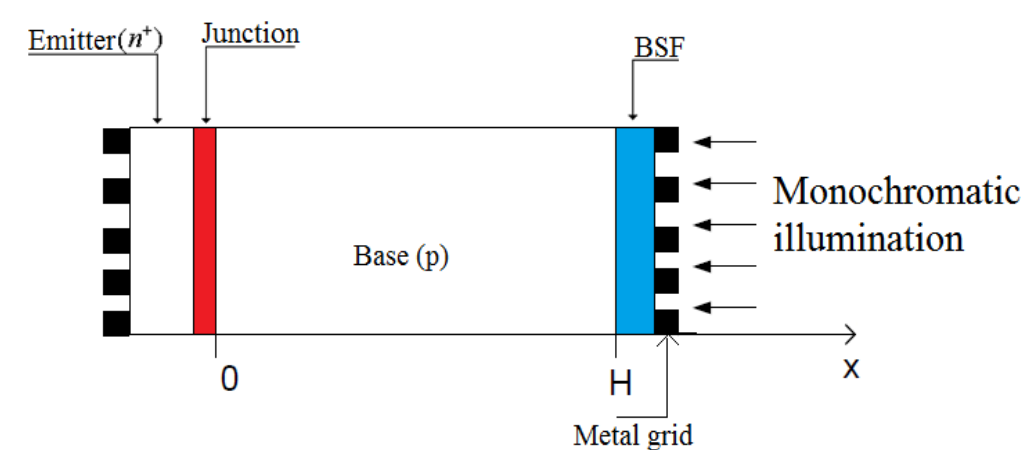 Emitter(n⁺)
Junction
BSF
Monochromatic
illumination
Base (p)
0
H
x
Metal grid